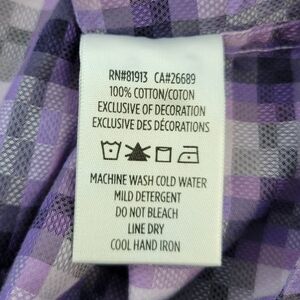 RN#81913 CA#26689
100% COTTON/COTON
EXCLUSIVE OF DECORATION
EXCLUSIF DES DÉCORATIONS
MACHINE WASH COLD WATER
MILD DETERGENT
DO NOT BLEACH
LINE DRY
COOL HAND IRON